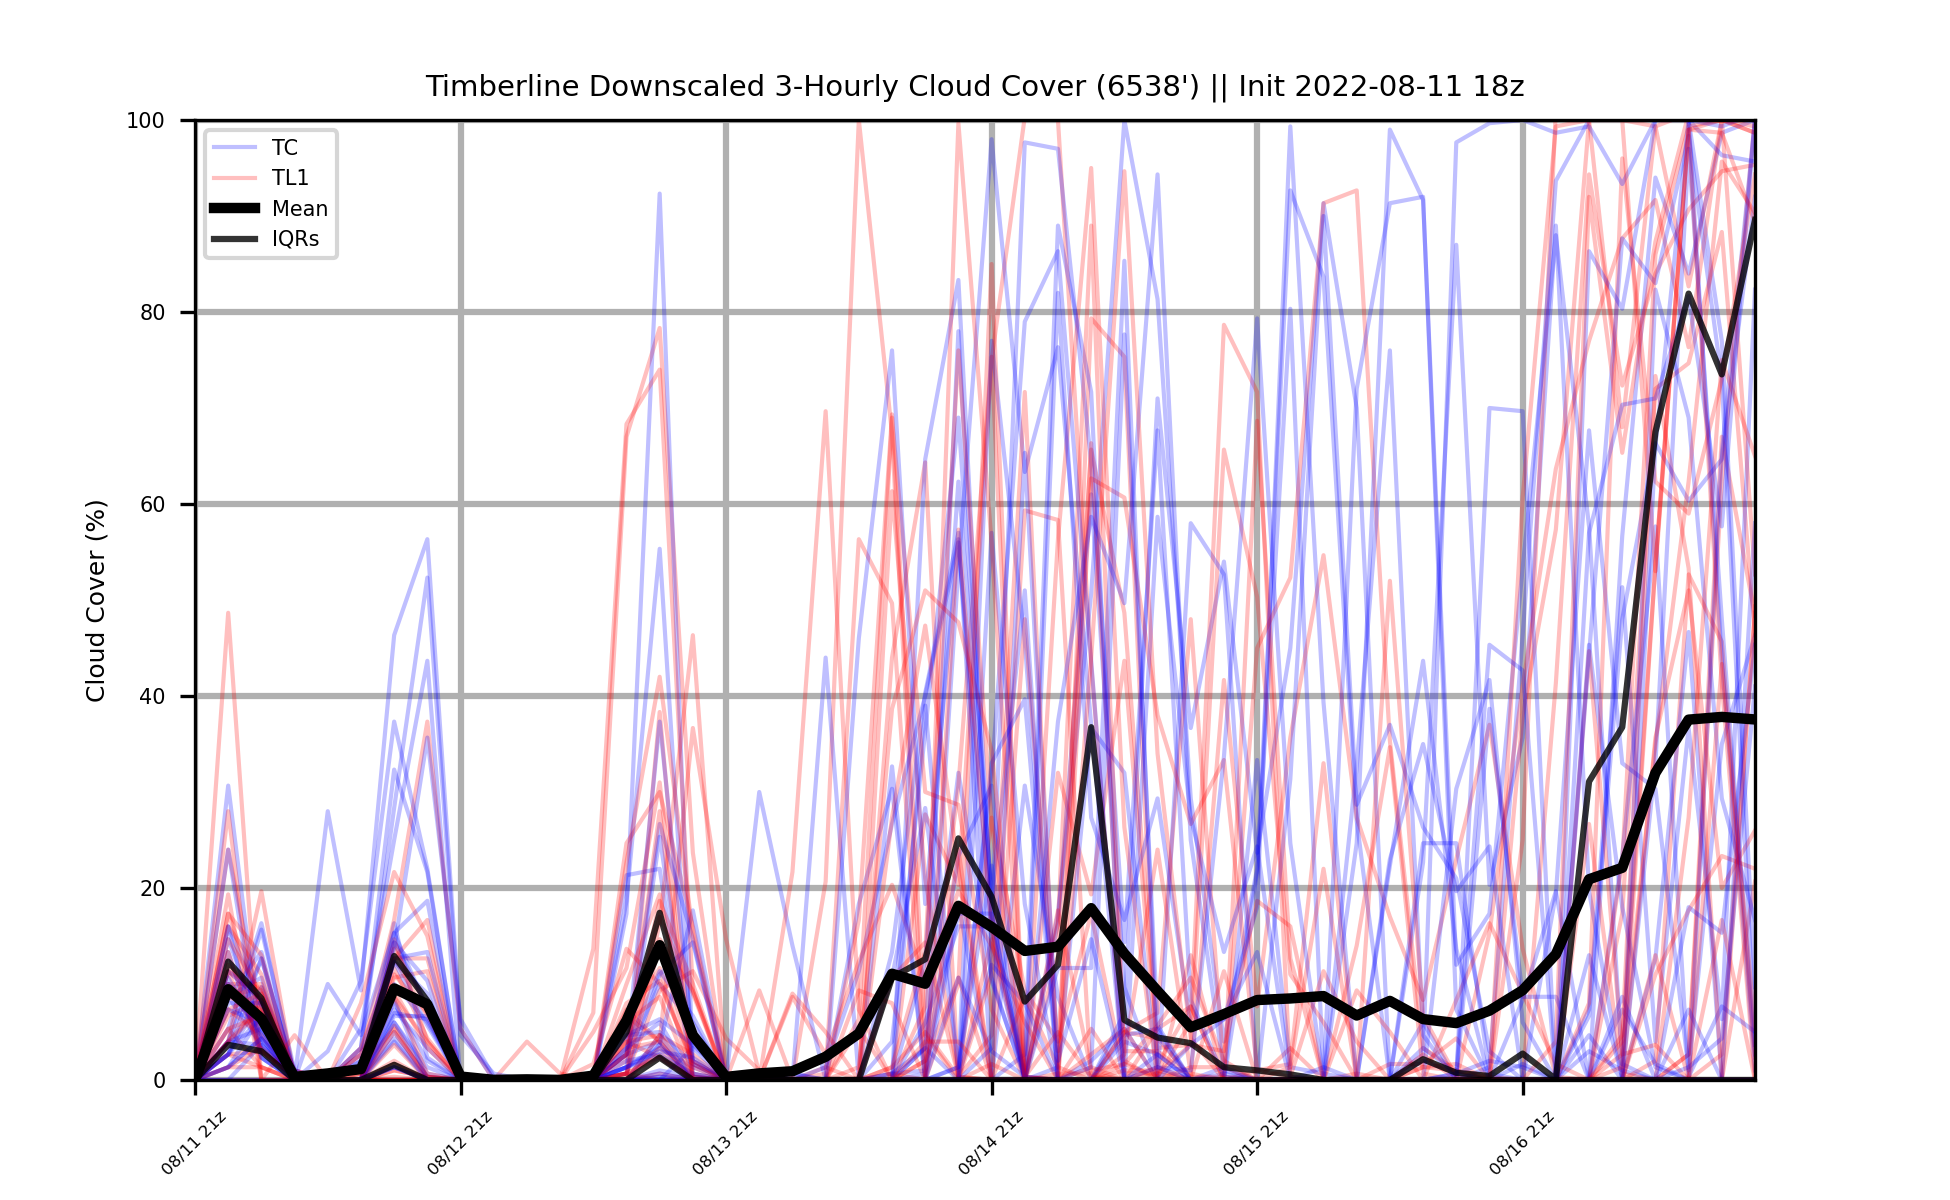 Timberline Downscaled 3-Hourly Cloud Cover (6538') || Init 2022-08-11 18z
100
80
60
40
20
0
Cloud Cover (%)
TC
TL1
Mean
IQRs
08/11 21z
08/12 21z
08/13 21z
08/14 21z
08/15 21z
08/16 21z